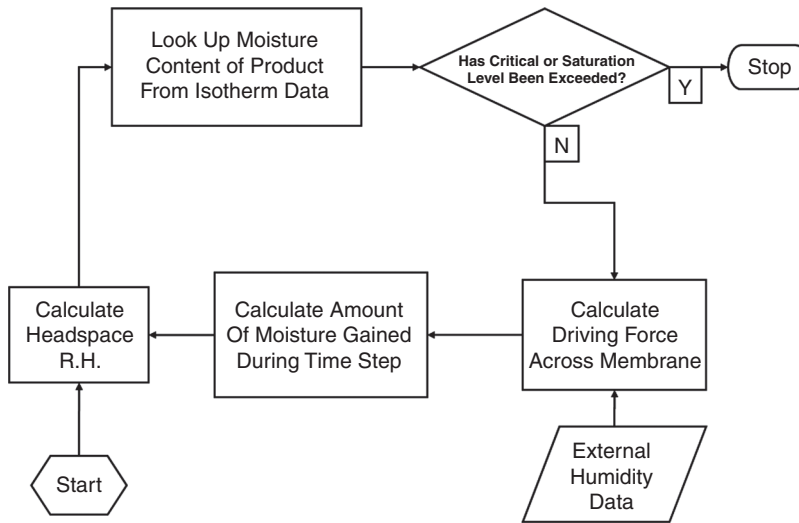 Look Up Moisture
Content of Product
From Isotherm Data
Has Critical or Saturation
Level Been Exceeded?
Y
Stop
N
Calculate
Headspace
R.H.
Calculate Amount
Of Moisture Gained
During Time Step
Calculate
Driving Force
Across Membrane
Start
External
Humidity
Data